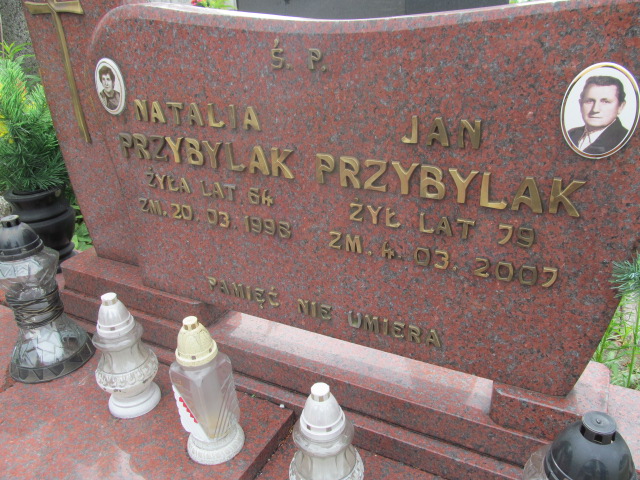 Ś. P.
NATALIA
PRZYBYLAK
ŻYŁA LAT 64
ZM. 20. 03. 1996
JAN
PRZYBYLAK
ŻYŁ LAT 79
ZM. 4. 03. 2007
PAMIĘĆ NIE UMIERA